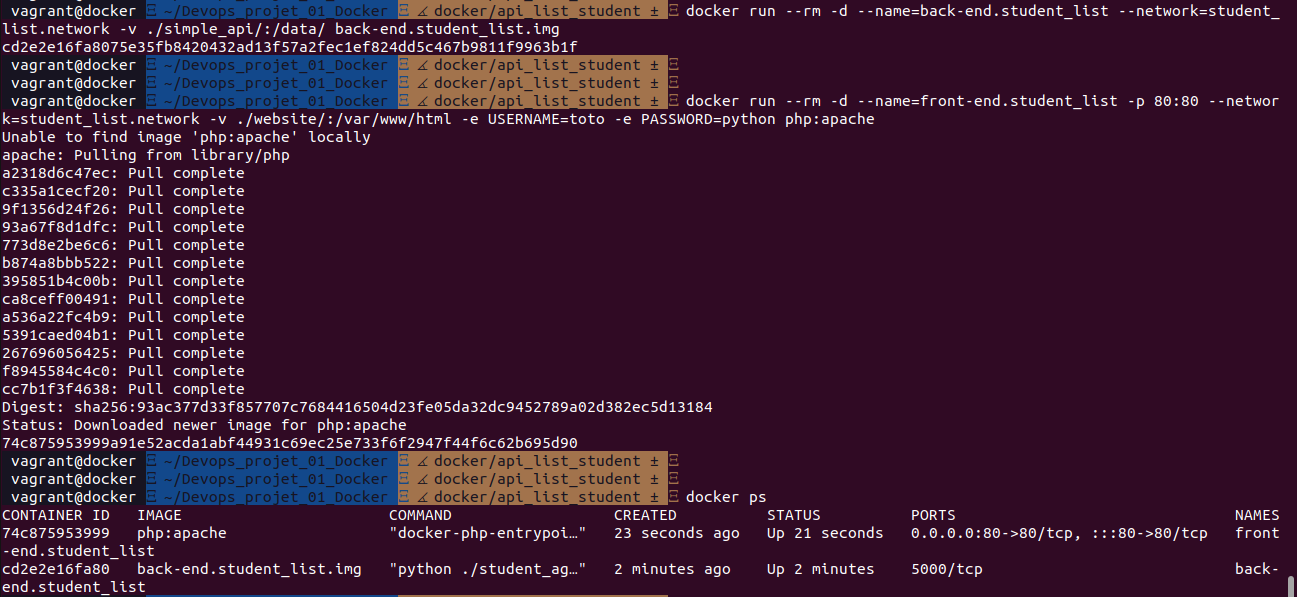 vagrant@docker ~/Devops_projet_01_Docker docker/api_list_student ± docker run --rm -d --name=back-end.student_list --network=student_
list.network -v ./simple_api/:/data/ back-end.student_list.img
cd2e2e16fa8075e35fb8420432ad13f57a2fec1ef824dd5c467b9811f9963b1f
vagrant@docker ~/Devops_projet_01_Docker docker/api_list_student ±
vagrant@docker ~/Devops_projet_01_Docker docker/api_list_student ±
vagrant@docker ~/Devops_projet_01_Docker docker/api_list_student ± docker run --rm -d --name=front-end.student_list -p 80:80 --networ
k=student_list.network -v ./website/:/var/www/html -e USERNAME=toto -e PASSWORD=python php:apache
Unable to find image 'php:apache' locally
apache: Pulling from library/php
a2318d6c47ec: Pull complete
c335a1cecf20: Pull complete
9f1356d24f26: Pull complete
93a67f8d1dfc: Pull complete
773d8e2be6c6: Pull complete
b874a8bbb522: Pull complete
395851b4c00b: Pull complete
ca8ceff00491: Pull complete
a536a22fc4b9: Pull complete
5391caed04b1: Pull complete
267696056425: Pull complete
f8945584c4c0: Pull complete
cc7b1f3f4638: Pull complete
Digest: sha256:93ac377d33f857707c7684416504d23fe05da32dc9452789a02d382ec5d13184
Status: Downloaded newer image for php:apache
74c875953999a91e52acda1abf44931c69ec25e733f6f2947f44f6c62b695d90
vagrant@docker ~/Devops_projet_01_Docker docker/api_list_student ±
vagrant@docker ~/Devops_projet_01_Docker docker/api_list_student ±
vagrant@docker ~/Devops_projet_01_Docker docker/api_list_student ± docker ps
CONTAINER ID IMAGE COMMAND CREATED STATUS PORTS NAMES
74c875953999 php:apache "docker-php-entrypoi…" 23 seconds ago Up 21 seconds 0.0.0.0:80->80/tcp, :::80->80/tcp front
-end.student_list
cd2e2e16fa80 back-end.student_list.img "python ./student_ag…" 2 minutes ago Up 2 minutes 5000/tcp back-
end.student_list